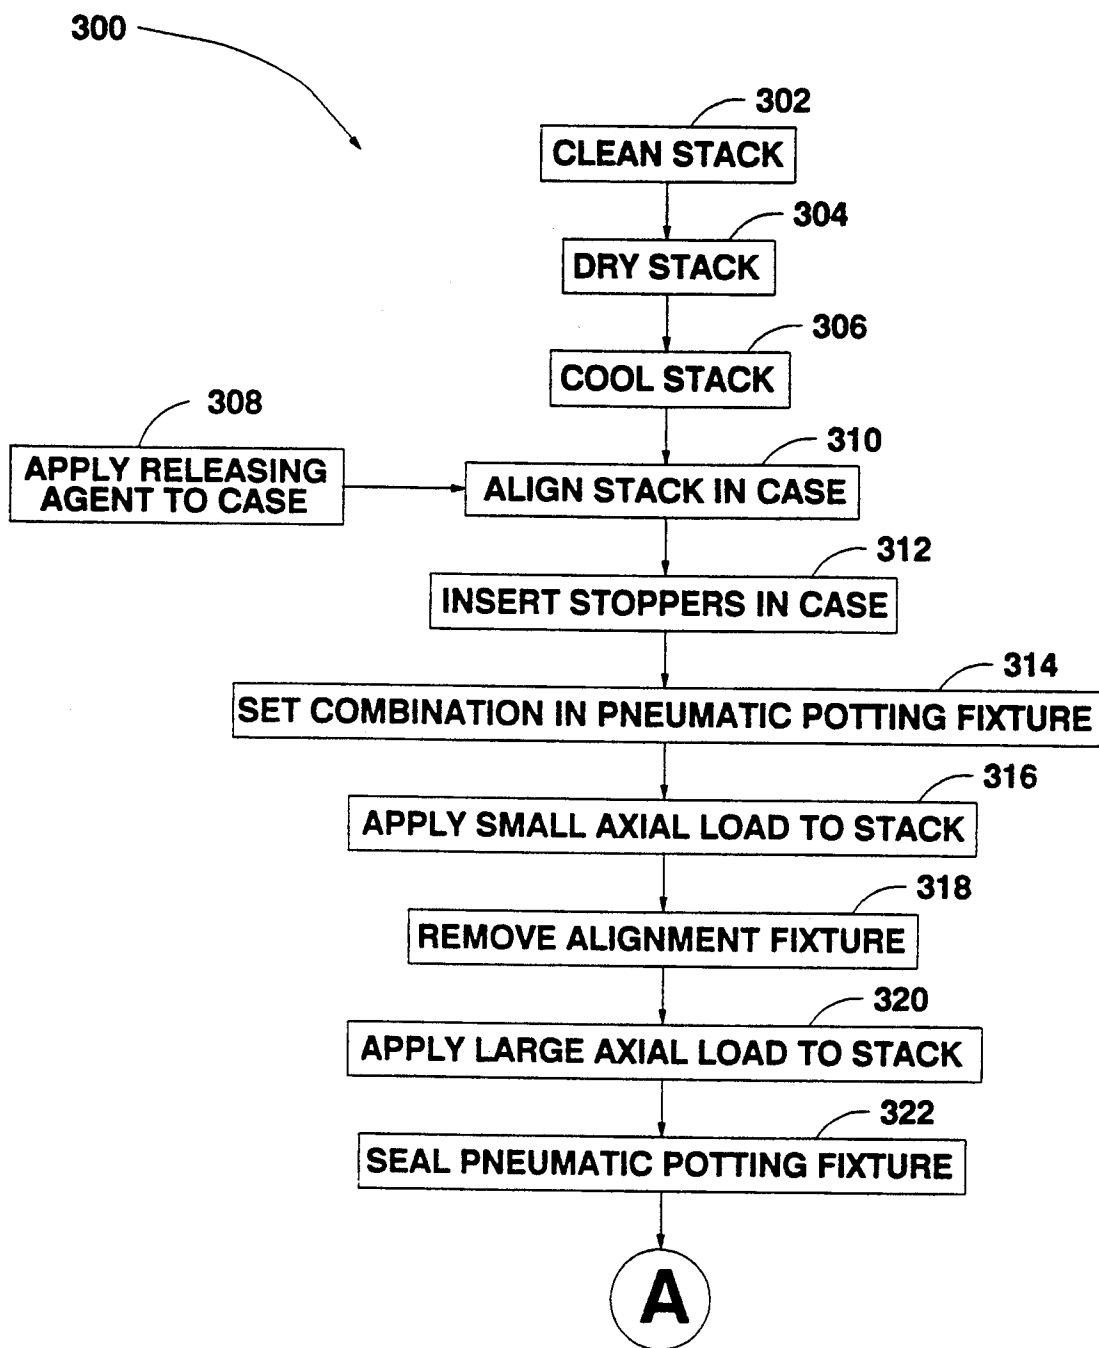 300
302
CLEAN STACK
304
DRY STACK
306
COOL STACK
308
APPLY RELEASING
AGENT TO CASE
310
ALIGN STACK IN CASE
312
INSERT STOPPERS IN CASE
314
SET COMBINATION IN PNEUMATIC POTTING FIXTURE
316
APPLY SMALL AXIAL LOAD TO STACK
318
REMOVE ALIGNMENT FIXTURE
320
APPLY LARGE AXIAL LOAD TO STACK
322
SEAL PNEUMATIC POTTING FIXTURE
A